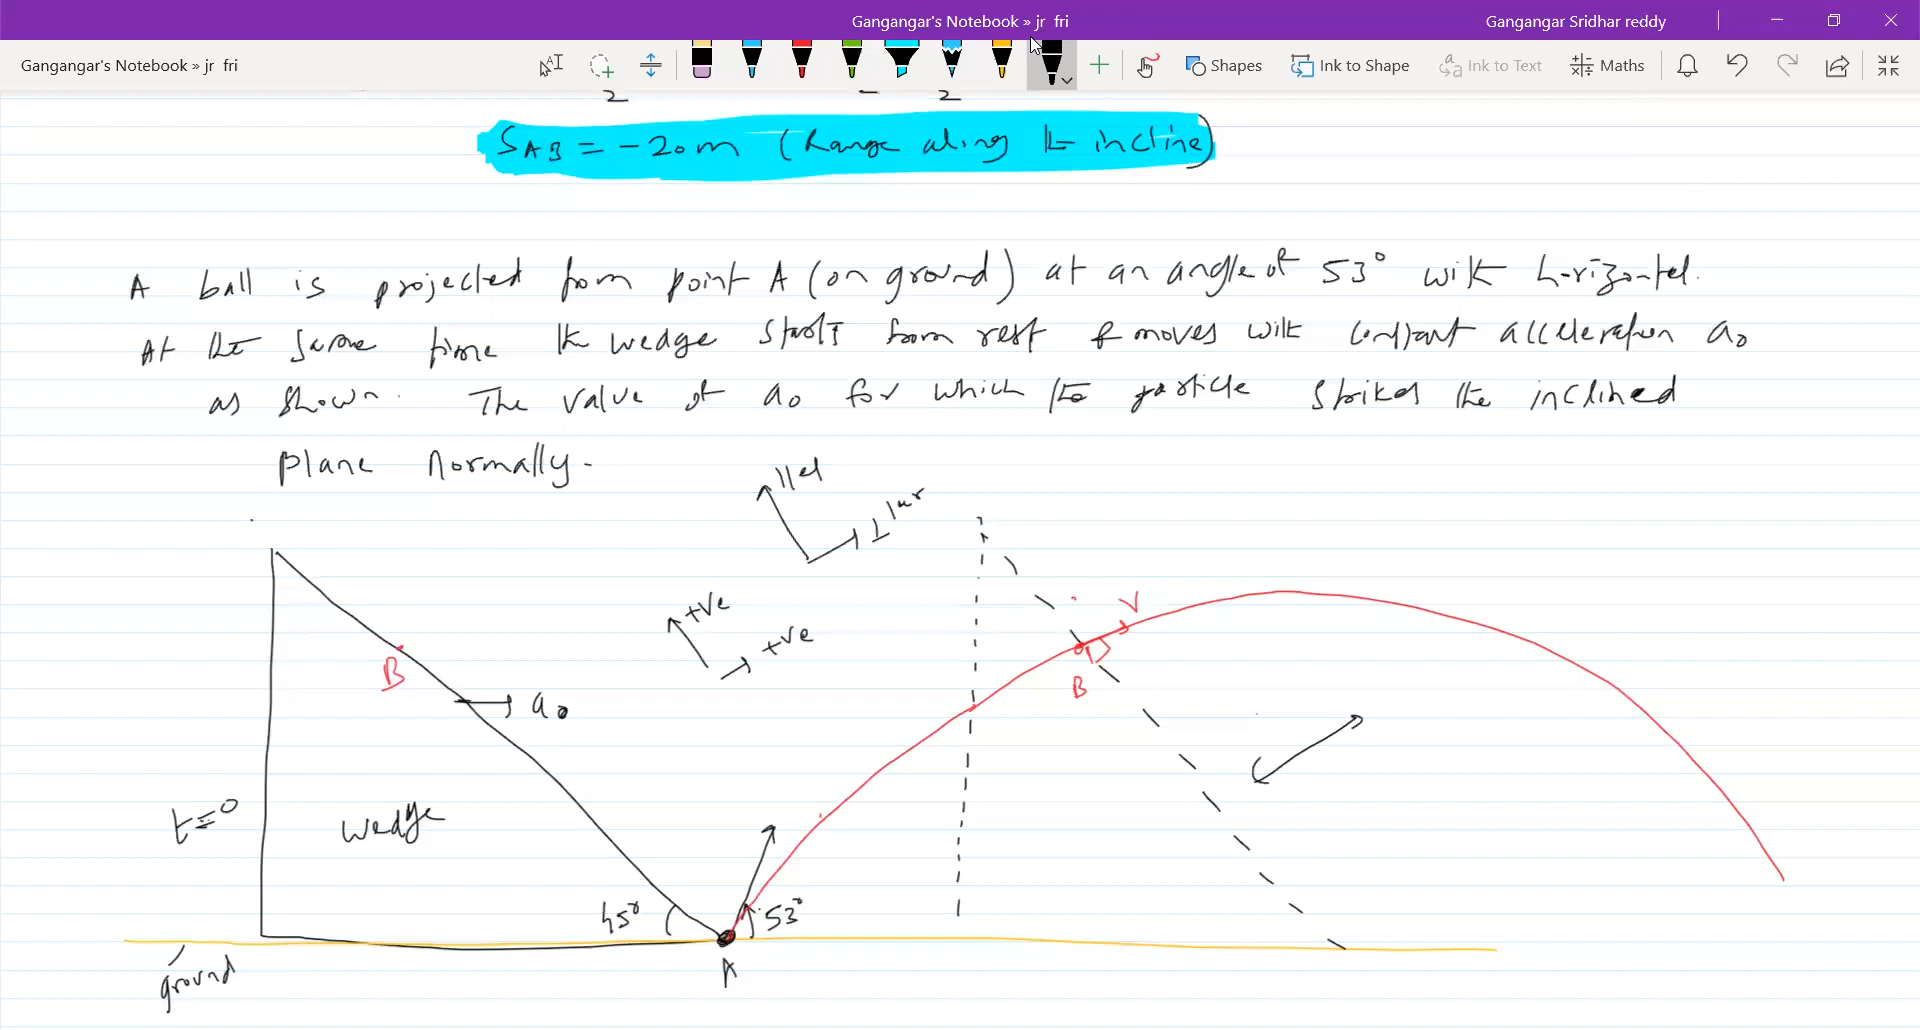 Gangangar's Notebook » jr fri
Gangangar Sridhar reddy
Gangangar's Notebook » jr fri
Shapes
Ink to Shape
Ink to Text
Maths
2 2
S_AB = -20m (Range along the incline)
A ball is projected from point A (on ground) at an angle of 53° with horizontal.
At the same time the wedge starts from rest & moves with constant acceleration a₀
as shown. The value of a₀ for which the particle strikes the inclined
plane normally.
||el
⊥lar
+ve
+ve
V
B
B
a₀
t=0
wedge
45°
53°
A
ground